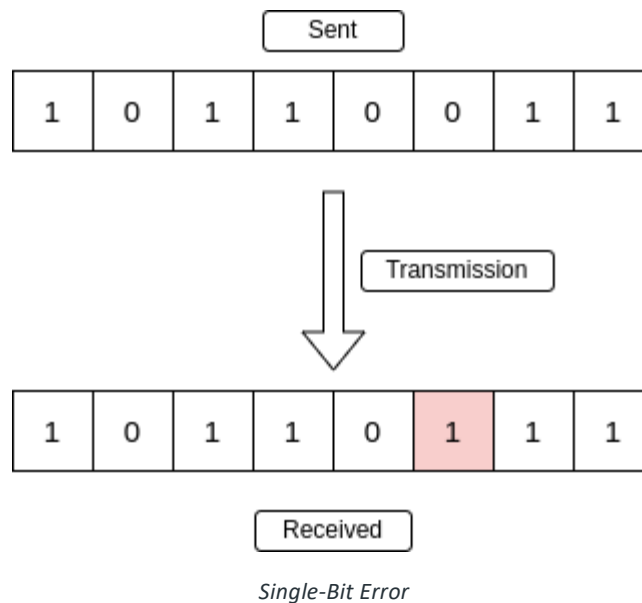 Sent
1 0 1 1 0 0 1 1
Transmission
1 0 1 1 0 1 1 1
Received
Single-Bit Error